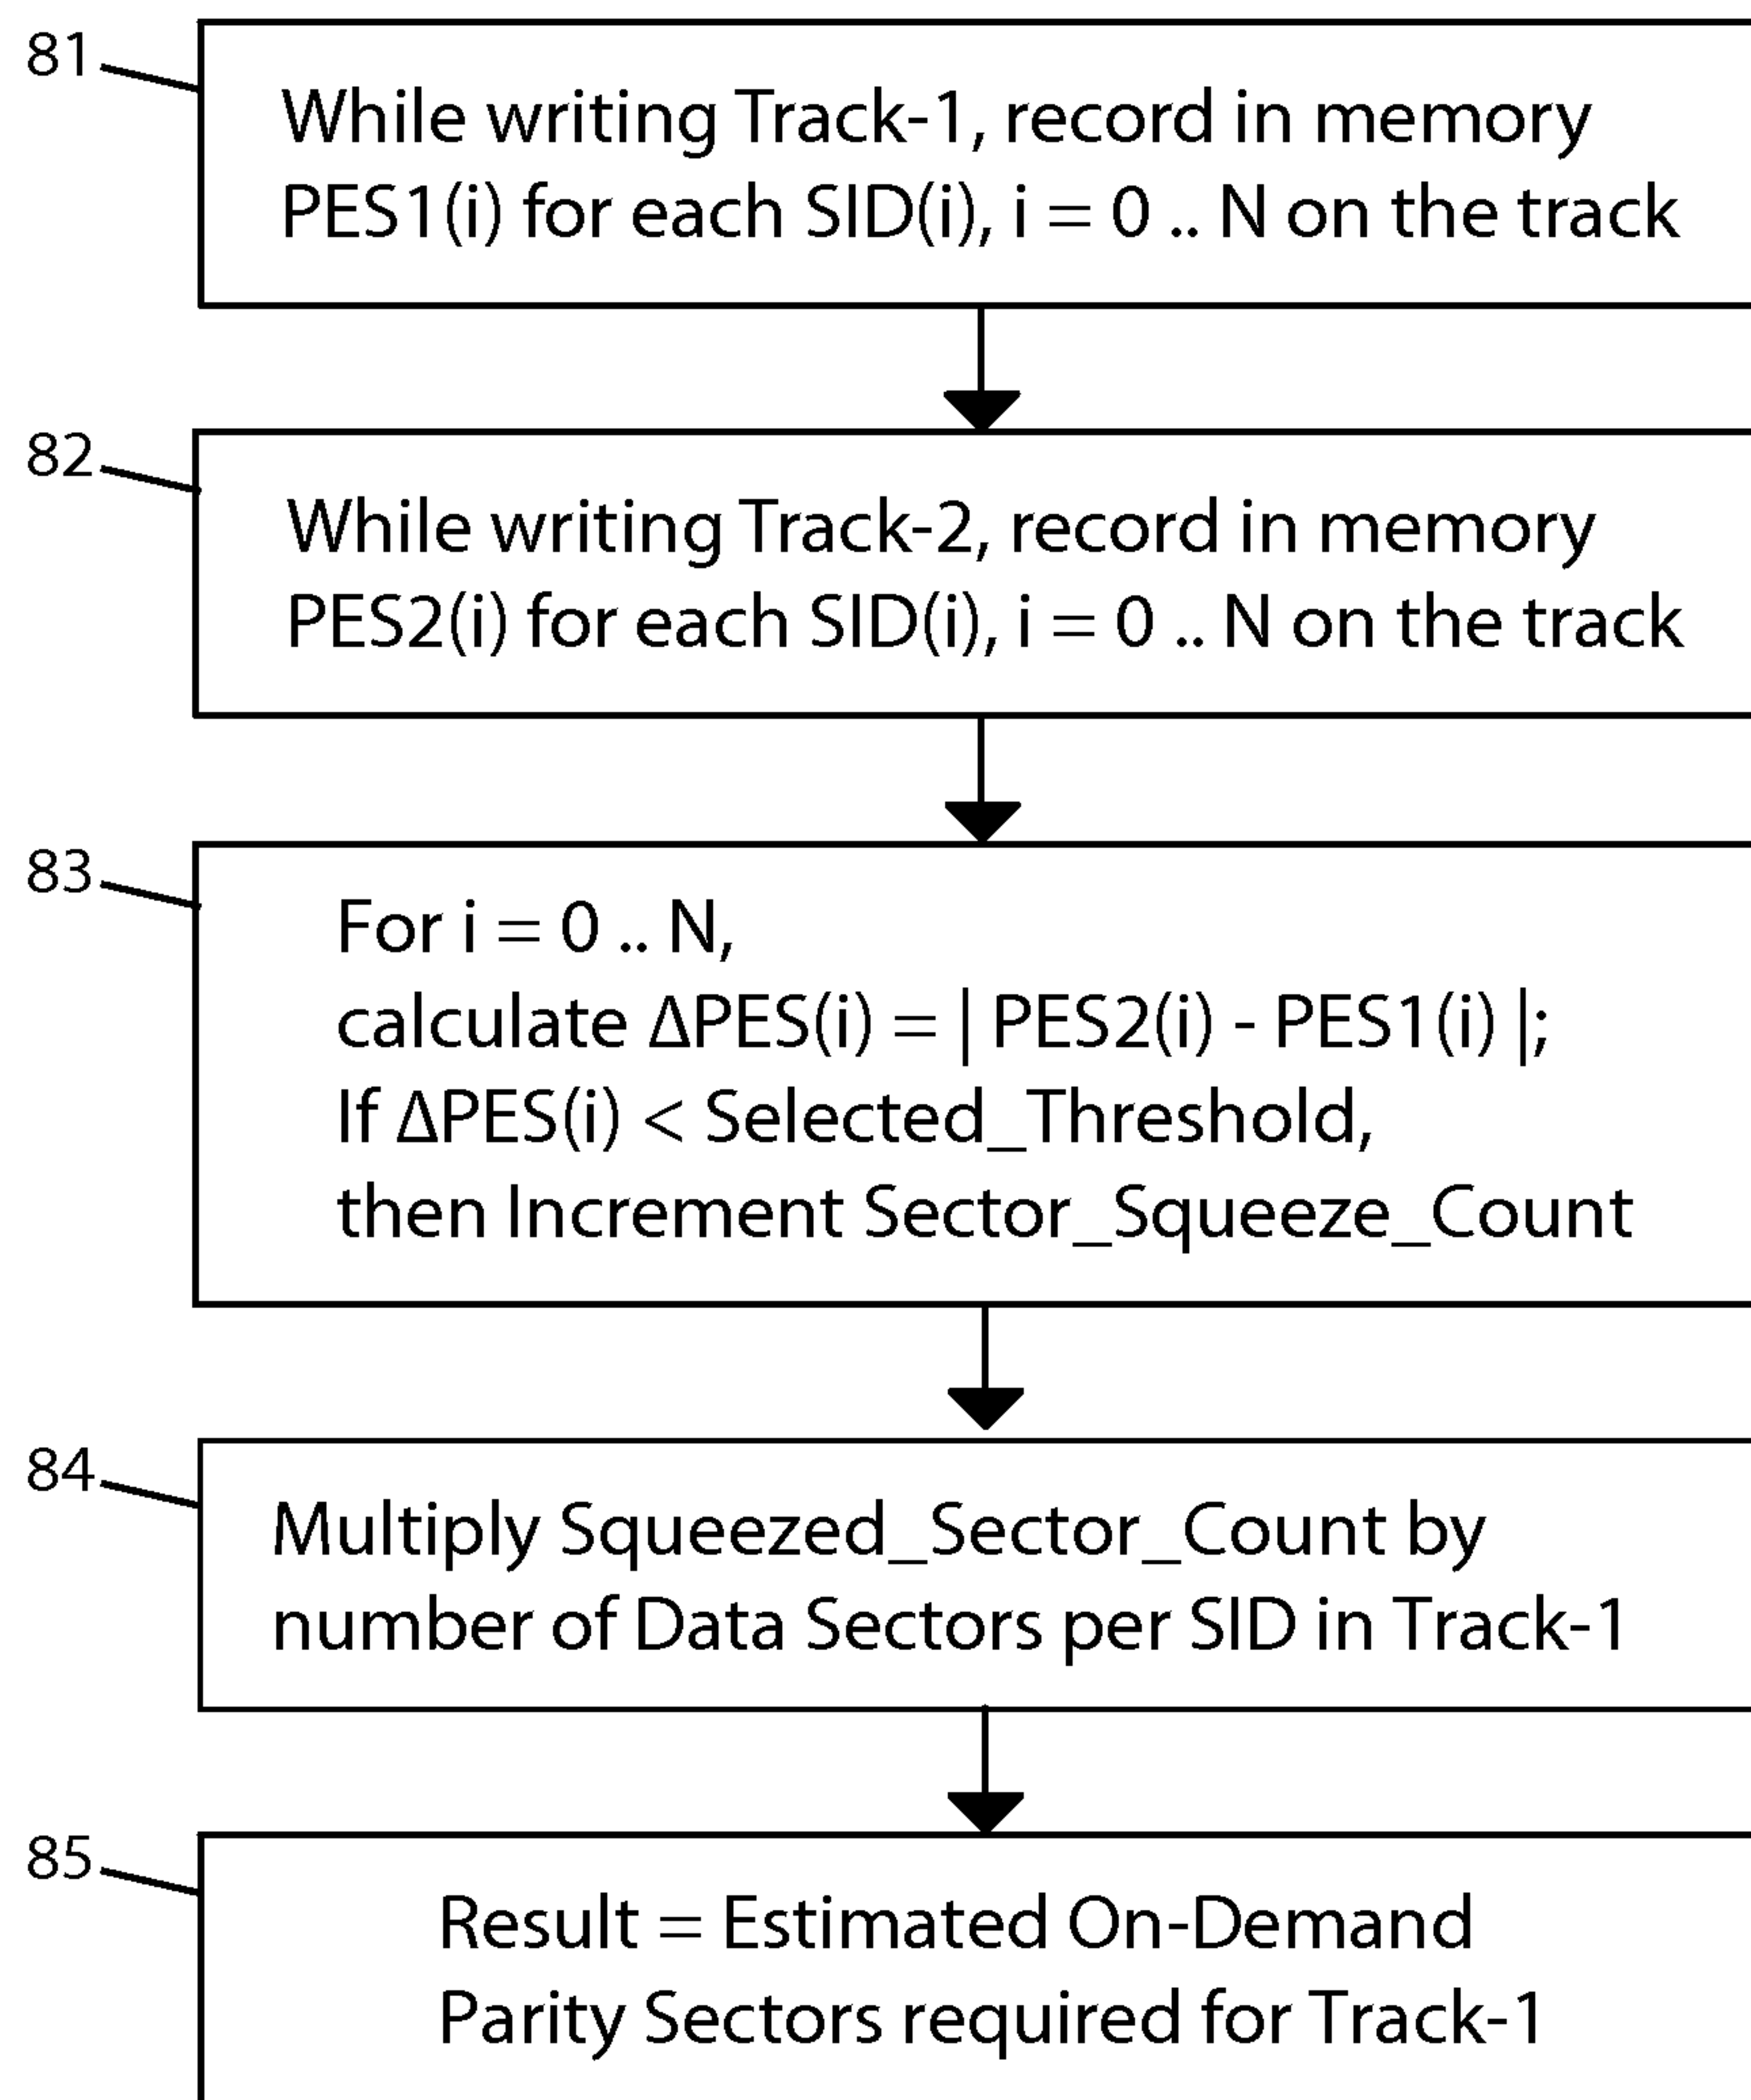 81
While writing Track-1, record in memory
PES1(i) for each SID(i), i = 0 .. N on the track
82
While writing Track-2, record in memory
PES2(i) for each SID(i), i = 0 .. N on the track
83
For i = 0 .. N,
calculate ΔPES(i) = | PES2(i) - PES1(i) |;
If ΔPES(i) < Selected_Threshold,
then Increment Sector_Squeeze_Count
84
Multiply Squeezed_Sector_Count by
number of Data Sectors per SID in Track-1
85
Result = Estimated On-Demand
Parity Sectors required for Track-1